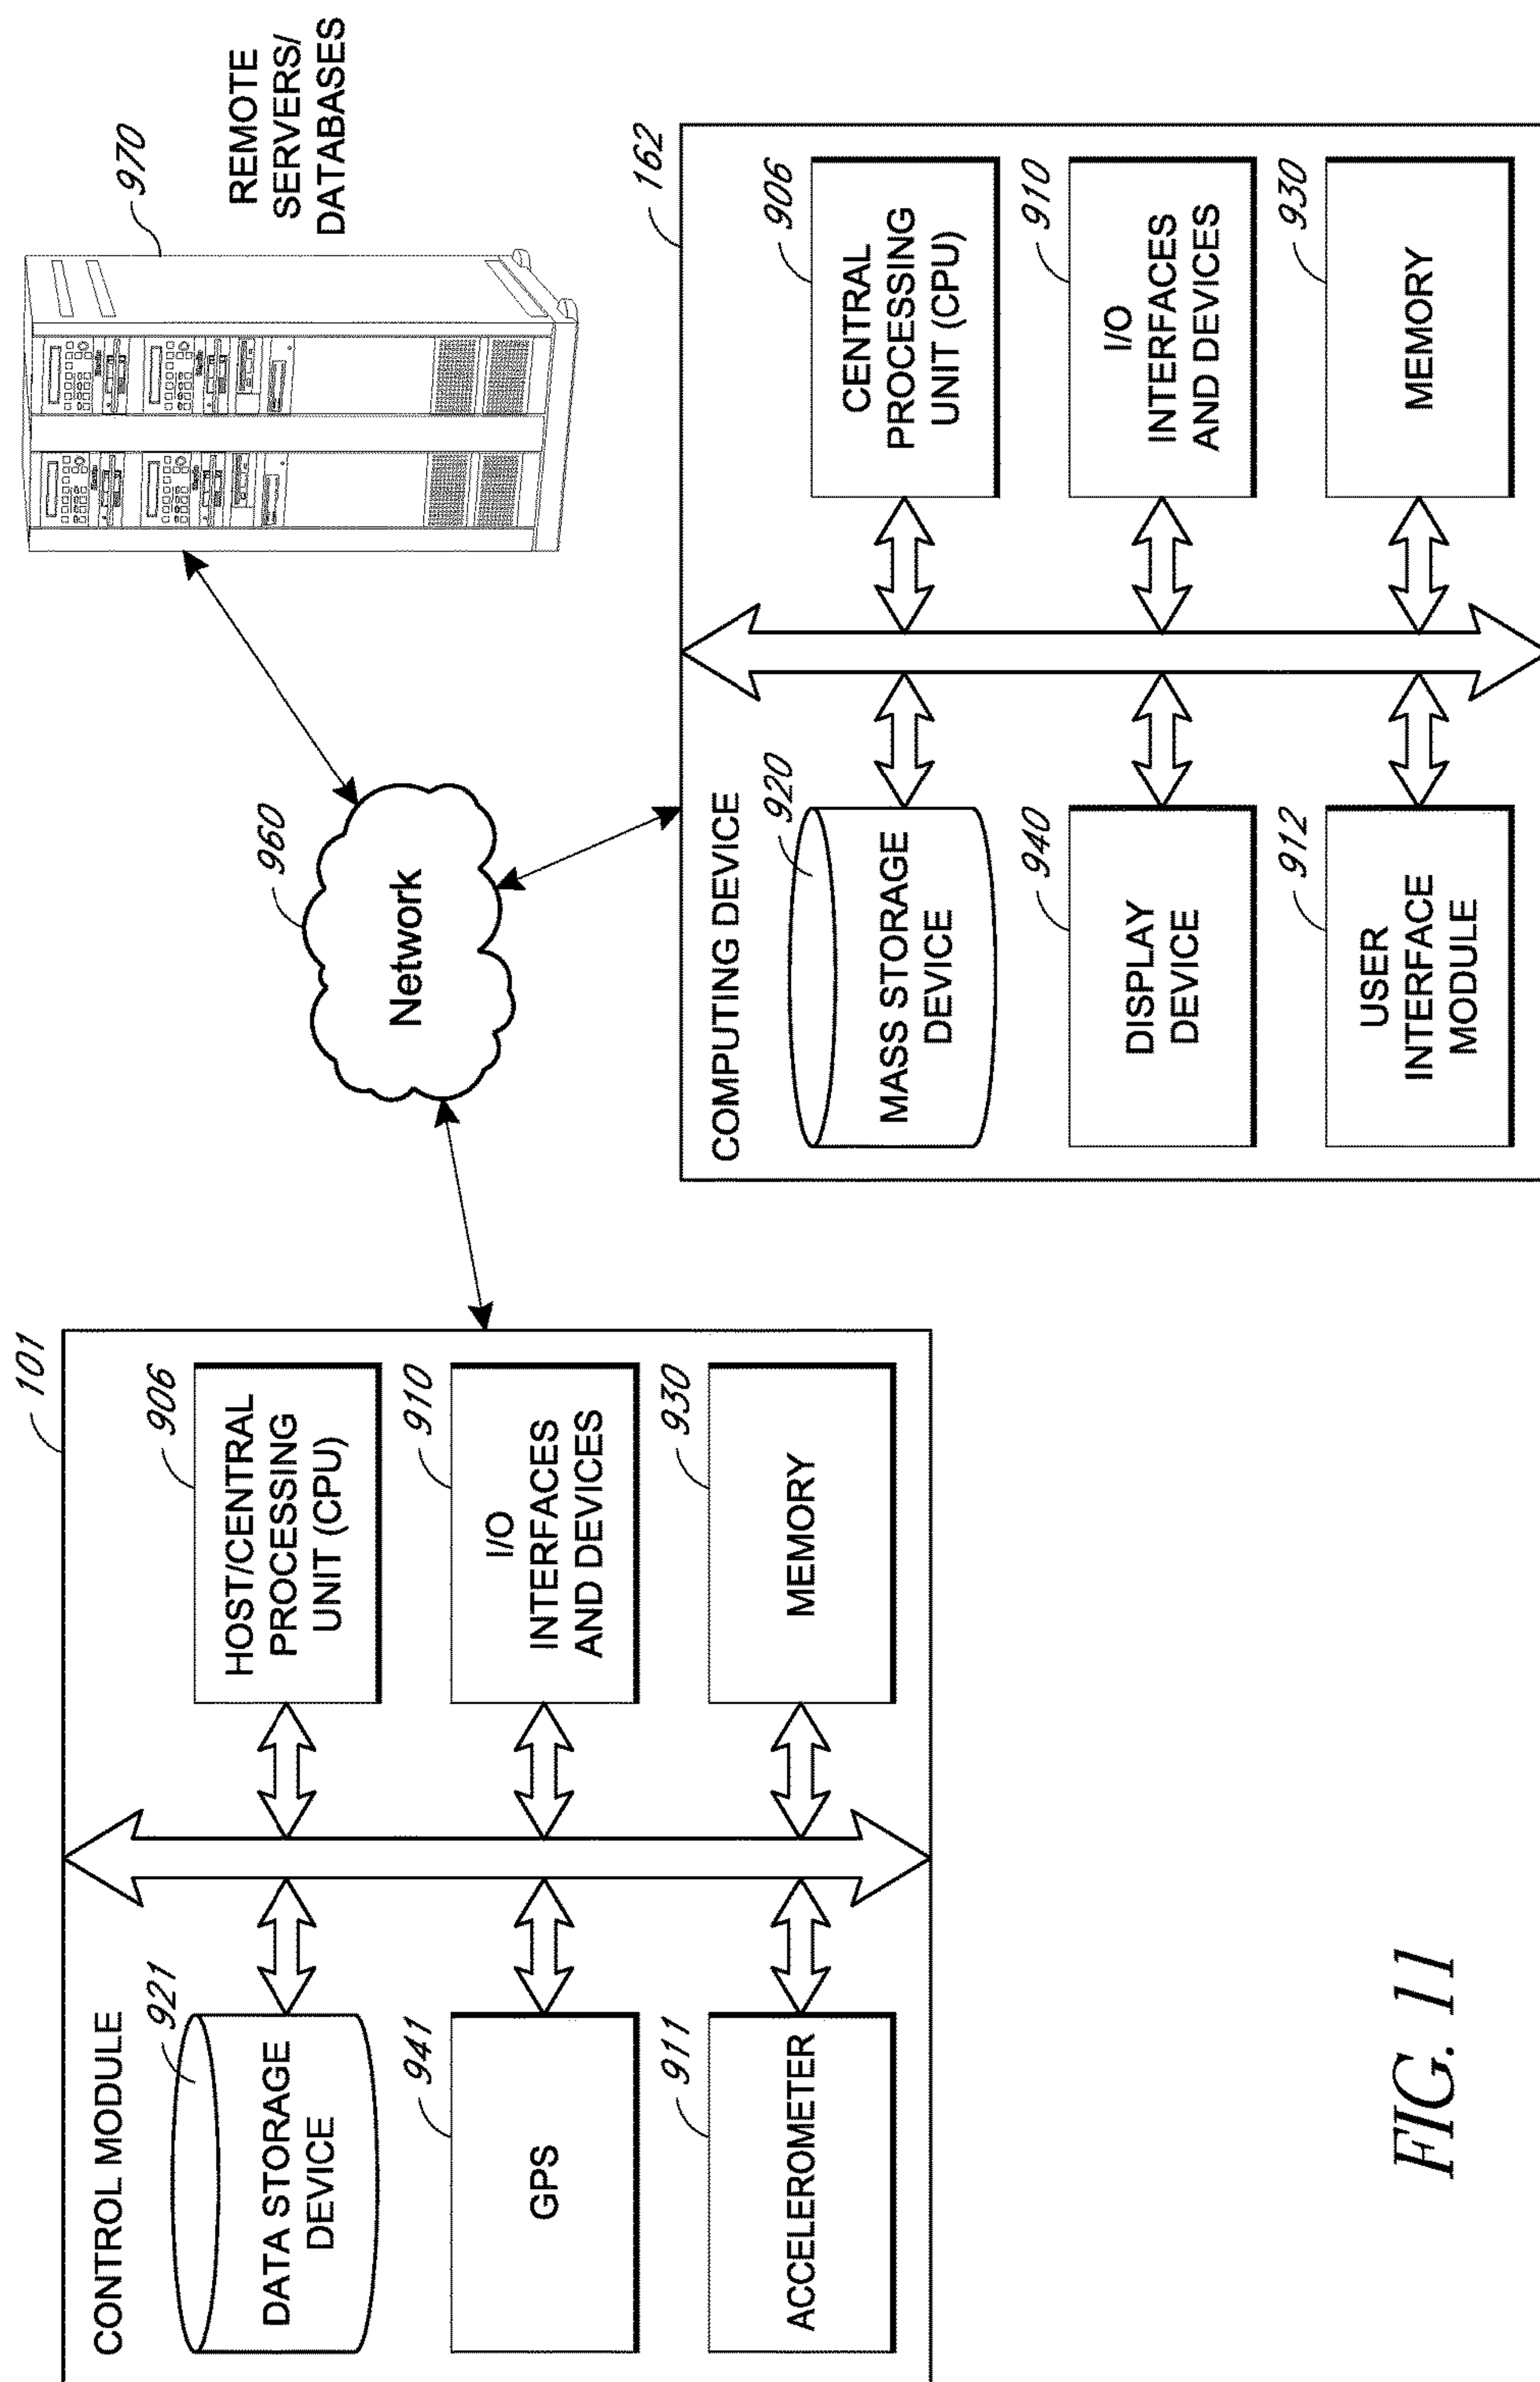 CONTROL MODULE
101
921
DATA STORAGE
DEVICE
906
HOST/CENTRAL
PROCESSING
UNIT (CPU)
941
GPS
910
I/O
INTERFACES
AND DEVICES
911
ACCELEROMETER
930
MEMORY
960
Network
970
REMOTE
SERVERS/
DATABASES
COMPUTING DEVICE
162
920
MASS STORAGE
DEVICE
906
CENTRAL
PROCESSING
UNIT (CPU)
940
DISPLAY
DEVICE
910
I/O
INTERFACES
AND DEVICES
912
USER
INTERFACE
MODULE
930
MEMORY
FIG. 11